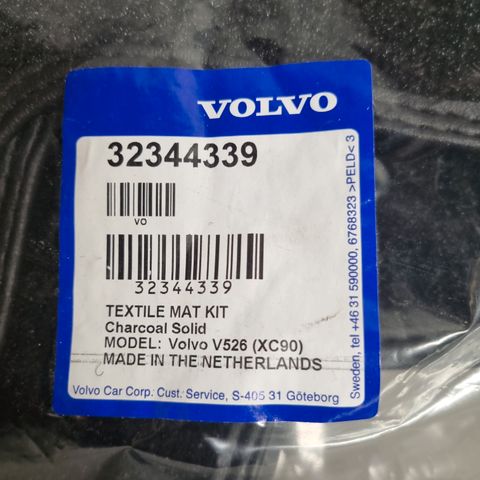 VOLVO
32344339
VO
32344339
TEXTILE MAT KIT
Charcoal Solid
MODEL: Volvo V526 (XC90)
MADE IN THE NETHERLANDS
Volvo Car Corp. Cust. Service, S-405 31 Göteborg
Sweden, tel +46 31 590000, 6768323 >PELD< 3